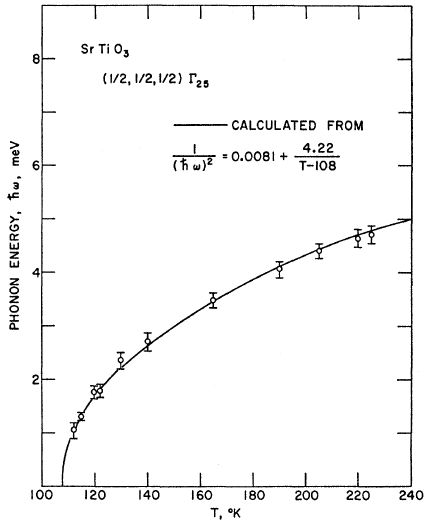 Sr Ti O₃
(1/2, 1/2, 1/2) Γ₂₅
CALCULATED FROM
1/(ħω)² = 0.0081 + 4.22/(T-108)
PHONON ENERGY, ħω, meV
8
6
4
2
100 120 140 160 180 200 220 240
T, °K